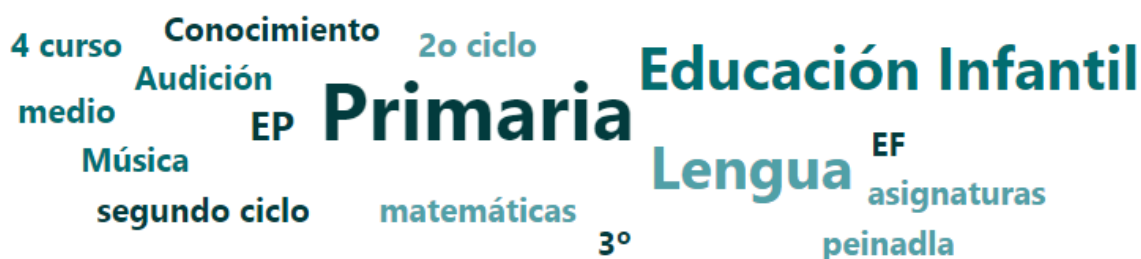 Conocimiento
4 curso
2o ciclo
Educación Infantil
Audición
medio
EP
Primaria
EF
Música
Lengua
asignaturas
segundo ciclo
matemáticas
3º
peinadla